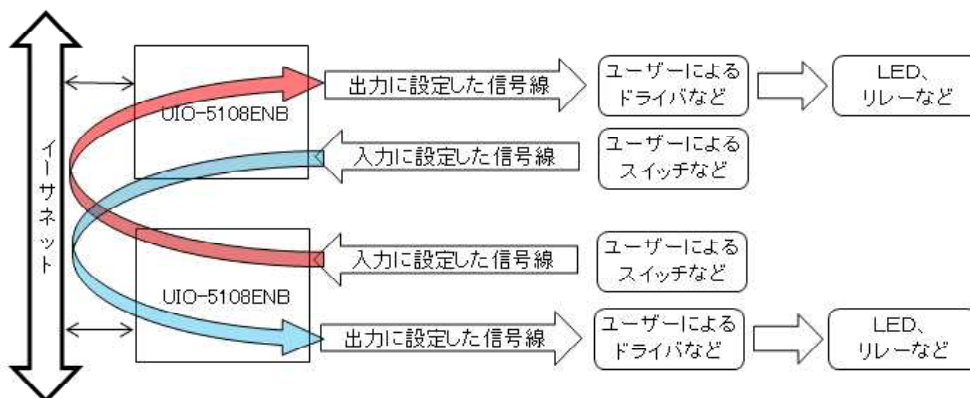 イーサネット
UIO-5108ENB
出力に設定した信号線
ユーザーによる
ドライバなど
LED、
リレーなど
入力に設定した信号線
ユーザーによる
スイッチなど
UIO-5108ENB
入力に設定した信号線
ユーザーによる
スイッチなど
出力に設定した信号線
ユーザーによる
ドライバなど
LED、
リレーなど